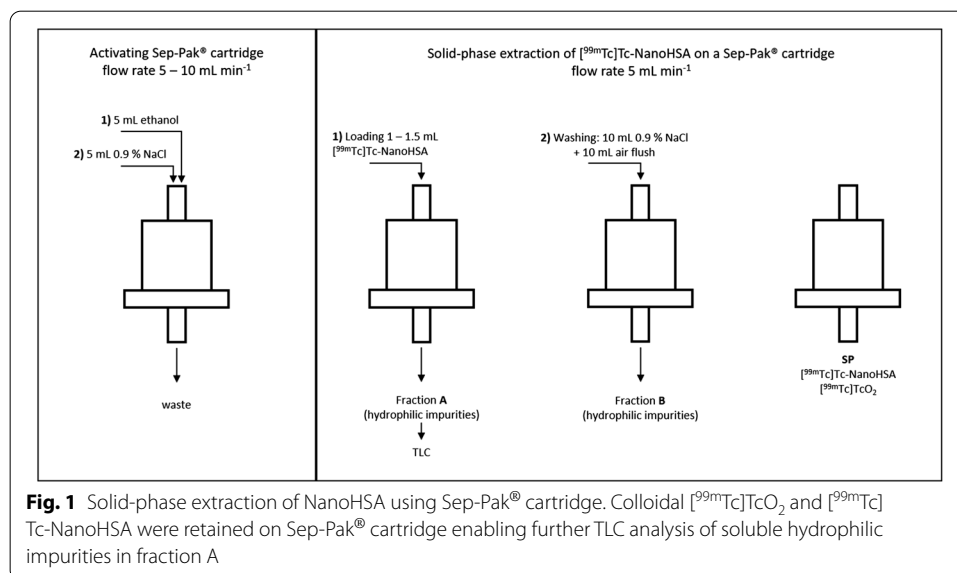 Activating Sep-Pak® cartridge
flow rate 5 – 10 mL min⁻¹
1) 5 mL ethanol
2) 5 mL 0.9 % NaCl
waste
Solid-phase extraction of [⁹⁹ᵐTc]Tc-NanoHSA on a Sep-Pak® cartridge
flow rate 5 mL min⁻¹
1) Loading 1 – 1.5 mL
[⁹⁹ᵐTc]Tc-NanoHSA
Fraction A
(hydrophilic impurities)
TLC
2) Washing: 10 mL 0.9 % NaCl
+ 10 mL air flush
Fraction B
(hydrophilic impurities)
SP
[⁹⁹ᵐTc]Tc-NanoHSA
[⁹⁹ᵐTc]TcO₂
Fig. 1 Solid-phase extraction of NanoHSA using Sep-Pak® cartridge. Colloidal [⁹⁹ᵐTc]TcO₂ and [⁹⁹ᵐTc]
Tc-NanoHSA were retained on Sep-Pak® cartridge enabling further TLC analysis of soluble hydrophilic
impurities in fraction A